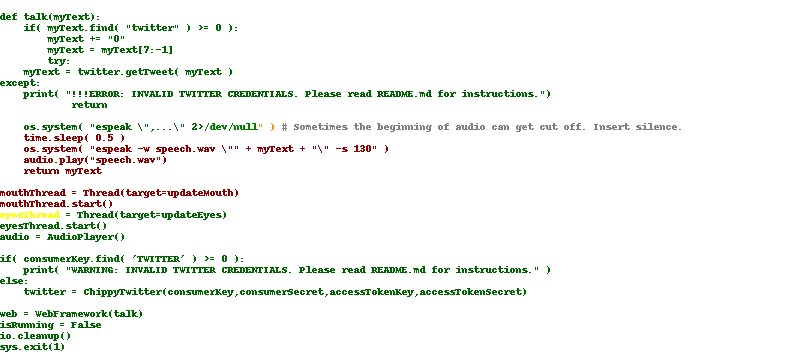 def talk(myText):
    if( myText.find( "twitter" ) >= 0 ):
        myText += "0"
        myText = myText[7:-1]
        try:
    myText = twitter.getTweet( myText )
except:
    print( "!!!ERROR: INVALID TWITTER CREDENTIALS. Please read README.md for instructions.")
            return

    os.system( "espeak \",...\" 2>/dev/null" ) # Sometimes the beginning of audio can get cut off. Insert silence.
    time.sleep( 0.5 )
    os.system( "espeak -w speech.wav \"" + myText + "\" -s 130" )
    audio.play("speech.wav")
    return myText

mouthThread = Thread(target=updateMouth)
mouthThread.start()
eyesThread = Thread(target=updateEyes)
eyesThread.start()
audio = AudioPlayer()

if( consumerKey.find( 'TWITTER' ) >= 0 ):
    print( "WARNING: INVALID TWITTER CREDENTIALS. Please read README.md for instructions." )
else:
    twitter = ChippyTwitter(consumerKey,consumerSecret,accessTokenKey,accessTokenSecret)

web = WebFramework(talk)
isRunning = False
io.cleanup()
sys.exit(1)